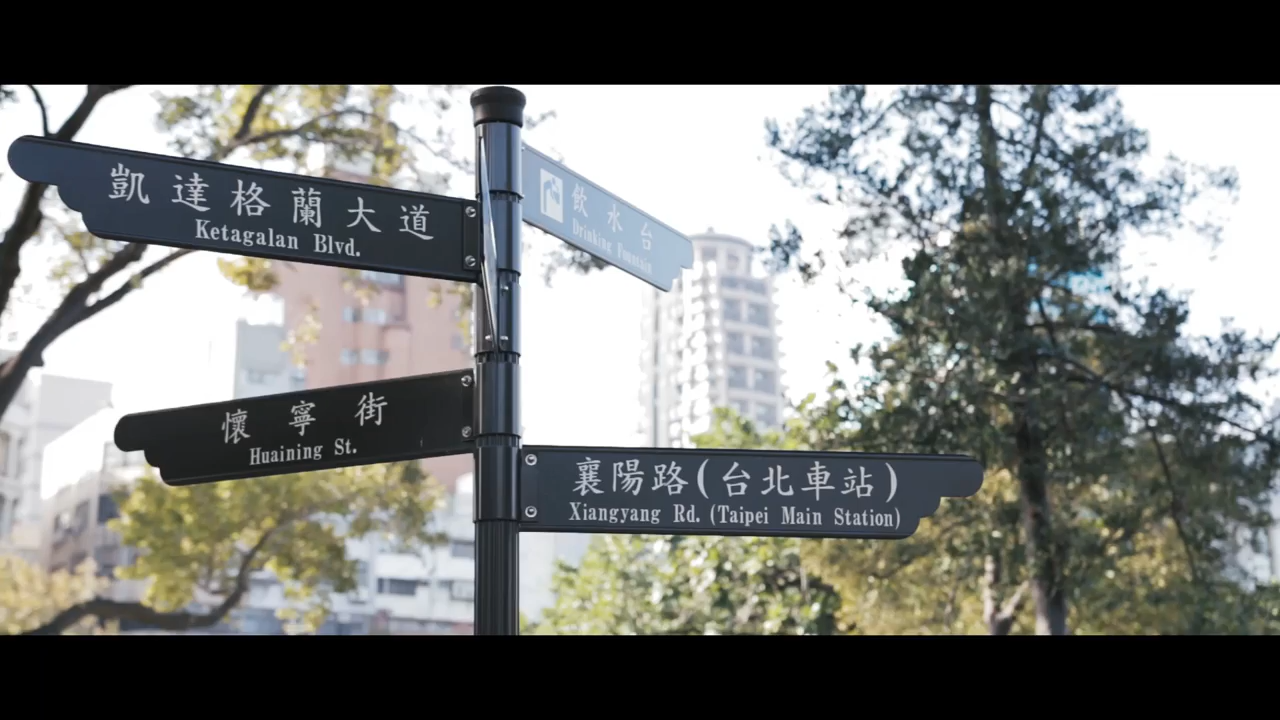 凱達格蘭大道
Ketagalan Blvd.
飲水台
Drinking Fountain
懷寧街
Huaining St.
襄陽路(台北車站)
Xiangyang Rd. (Taipei Main Station)